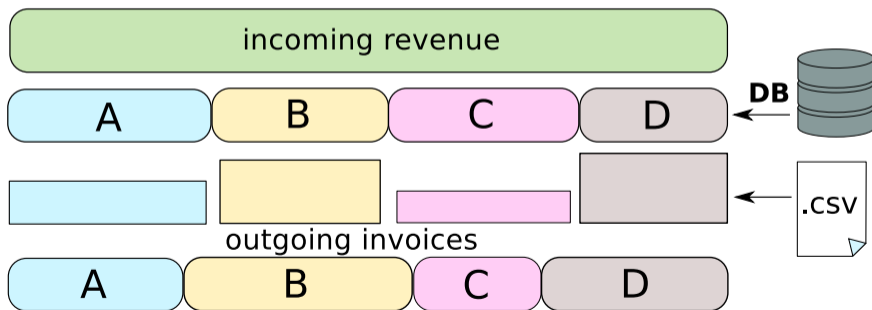 incoming revenue
A B C D
DB
.csv
outgoing invoices
A B C D